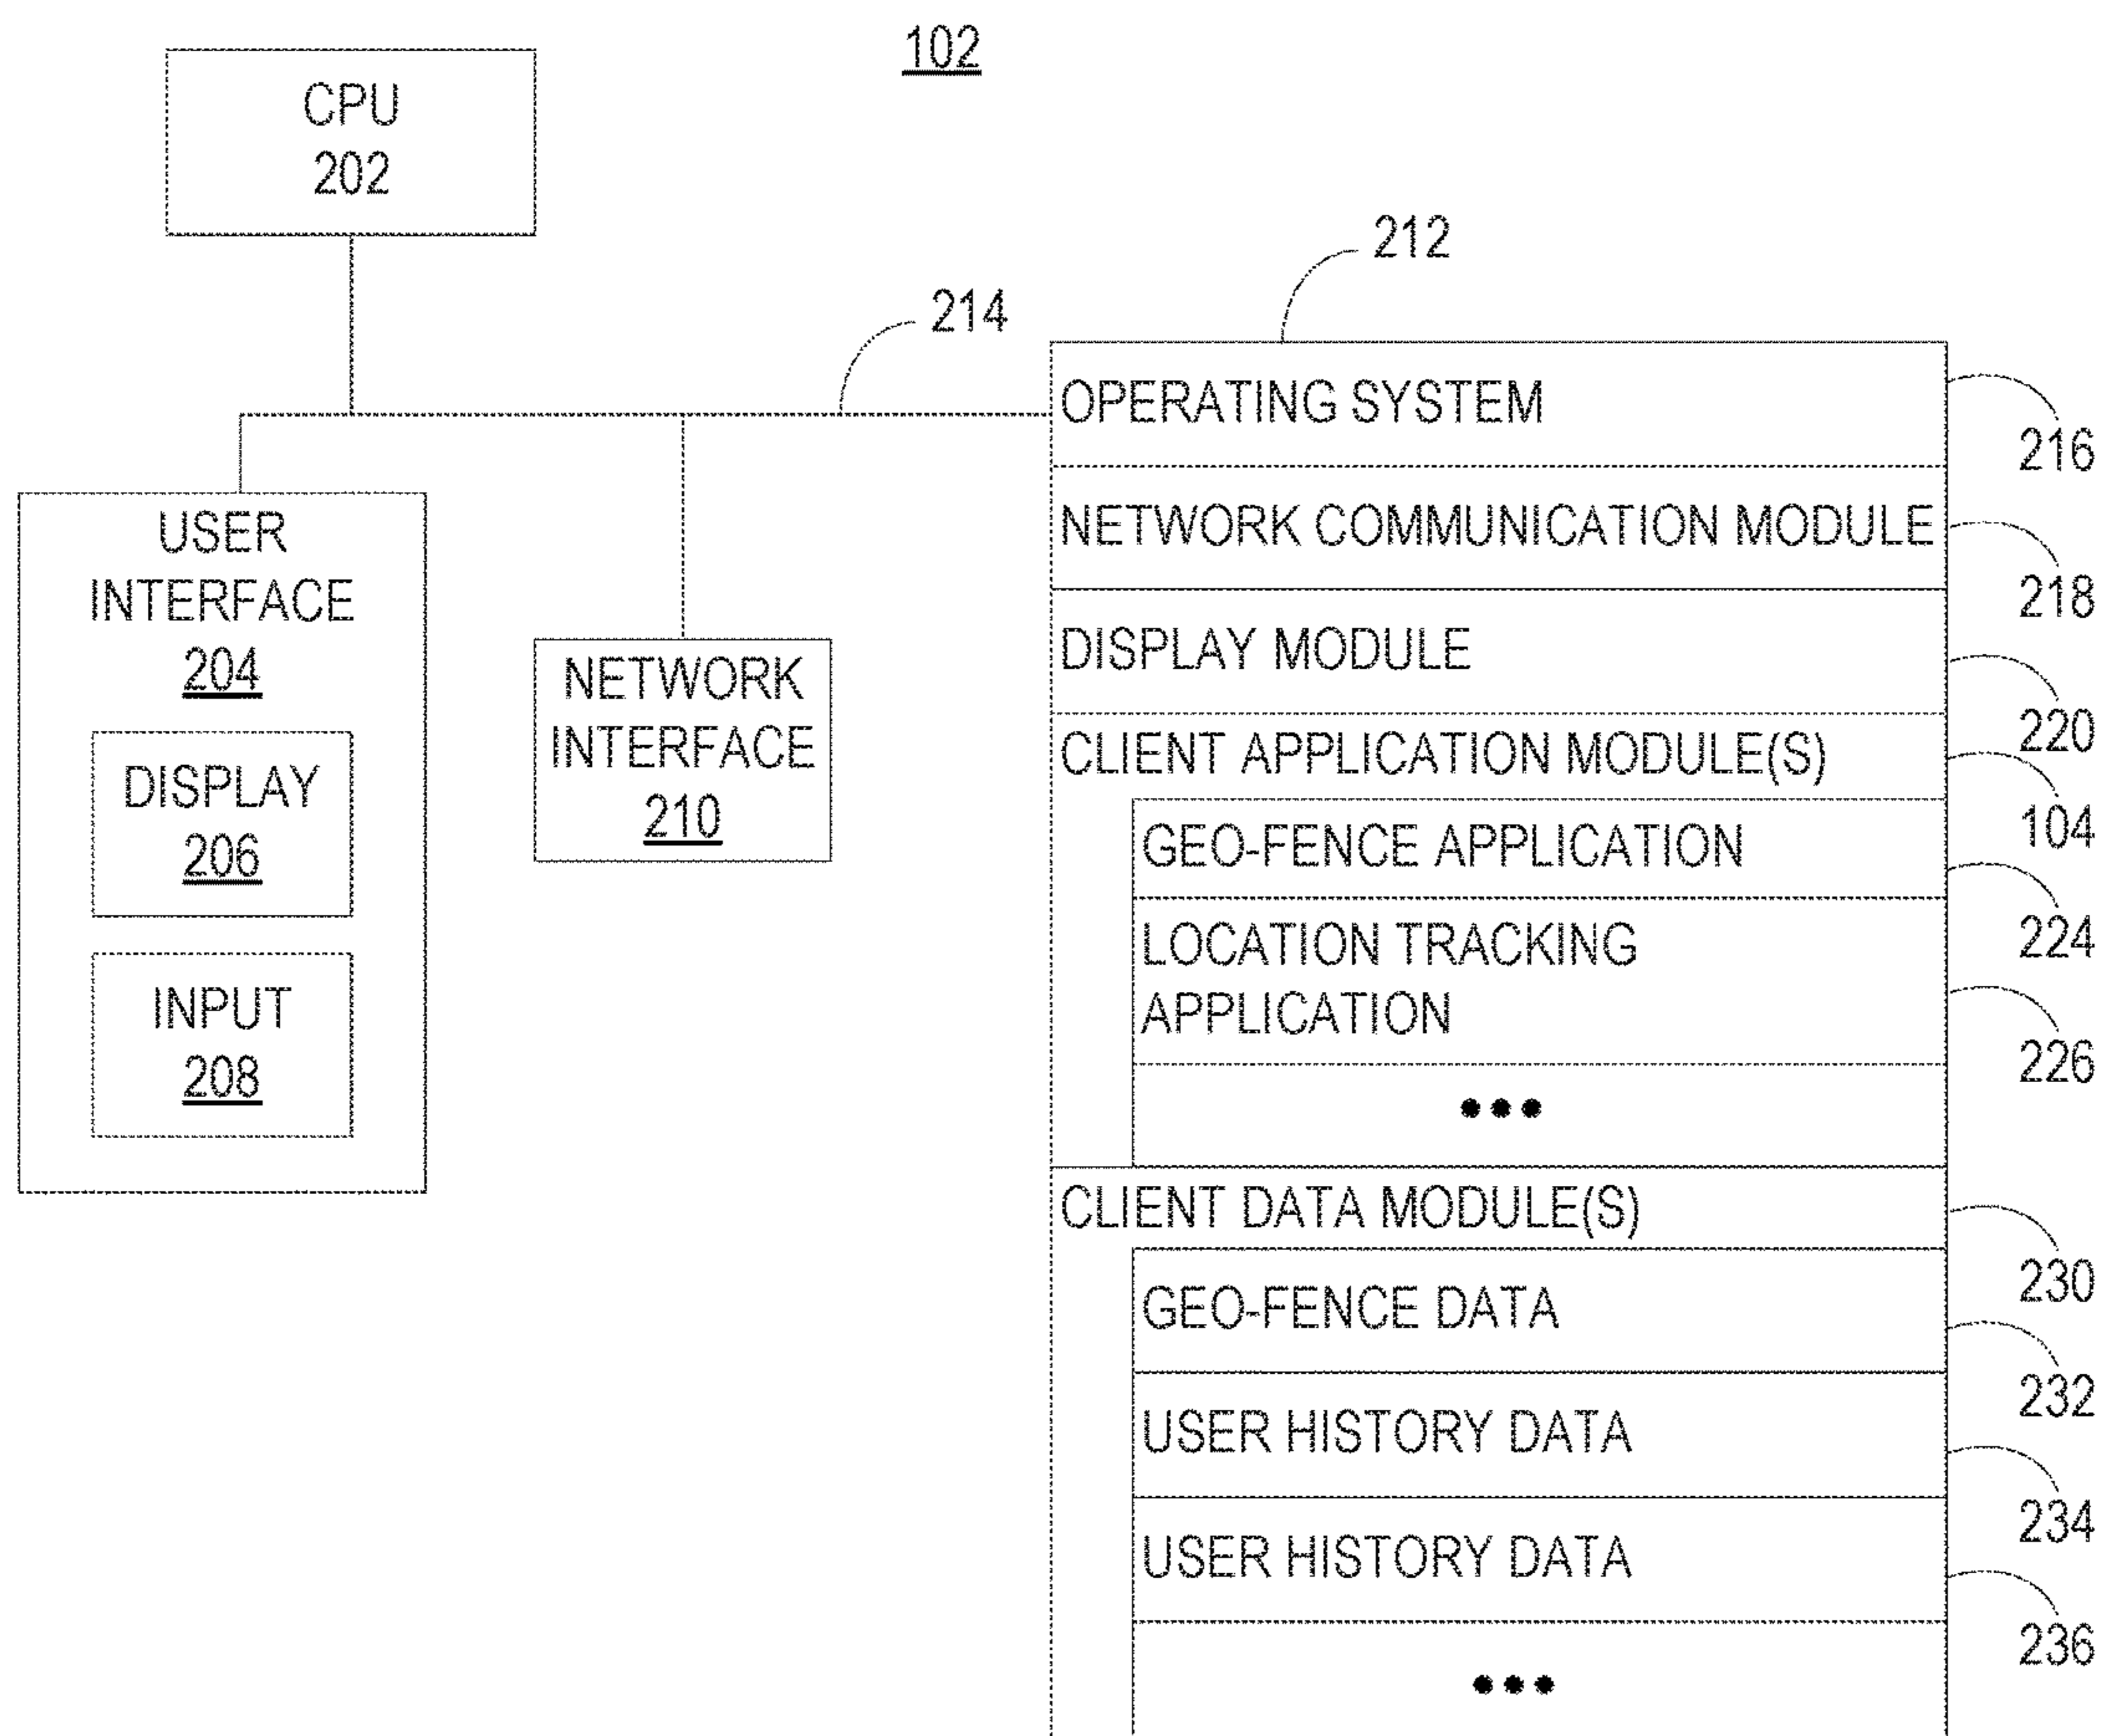 102
CPU
202
212
214
USER
INTERFACE
204
DISPLAY
206
INPUT
208
NETWORK
INTERFACE
210
OPERATING SYSTEM
216
NETWORK COMMUNICATION MODULE
218
DISPLAY MODULE
220
CLIENT APPLICATION MODULE(S)
104
GEO-FENCE APPLICATION
224
LOCATION TRACKING
APPLICATION
226
•••
CLIENT DATA MODULE(S)
230
GEO-FENCE DATA
232
USER HISTORY DATA
234
USER HISTORY DATA
236
•••